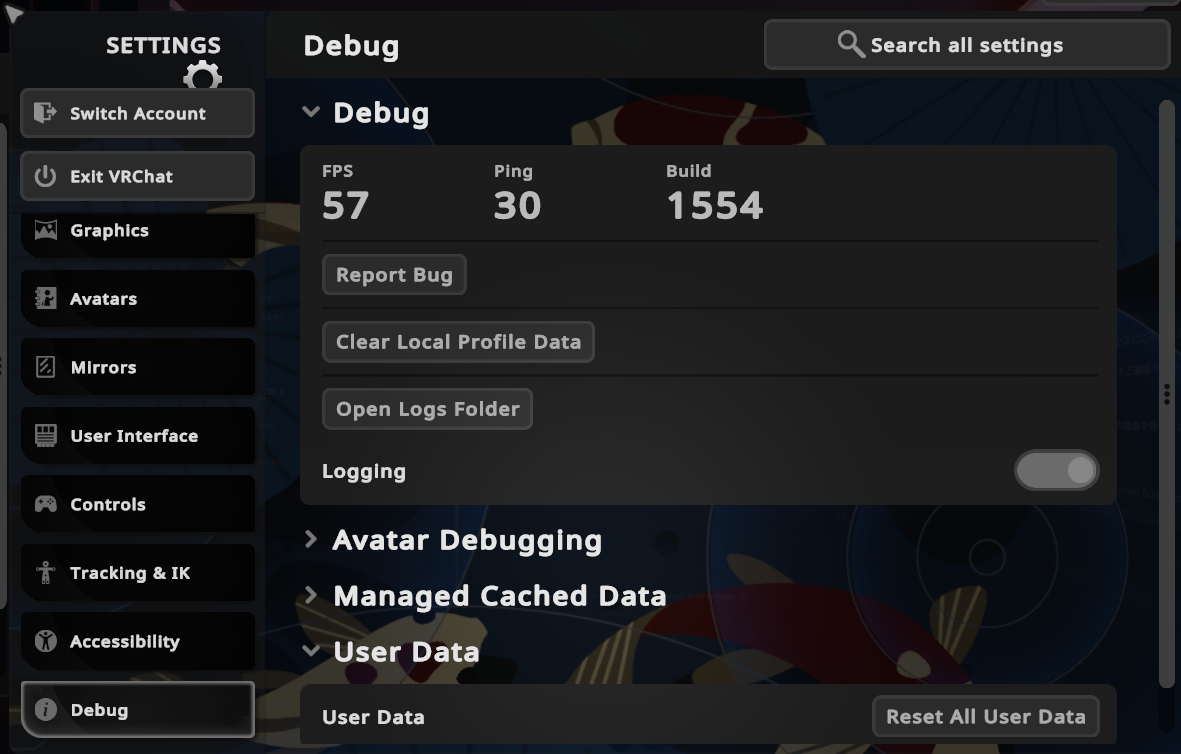 SETTINGS
Switch Account
Exit VRChat
Graphics
Avatars
Mirrors
User Interface
Controls
Tracking & IK
Accessibility
Debug
Debug
Search all settings
Debug
FPS Ping Build
57 30 1554
Report Bug
Clear Local Profile Data
Open Logs Folder
Logging
Avatar Debugging
Managed Cached Data
User Data
User Data Reset All User Data